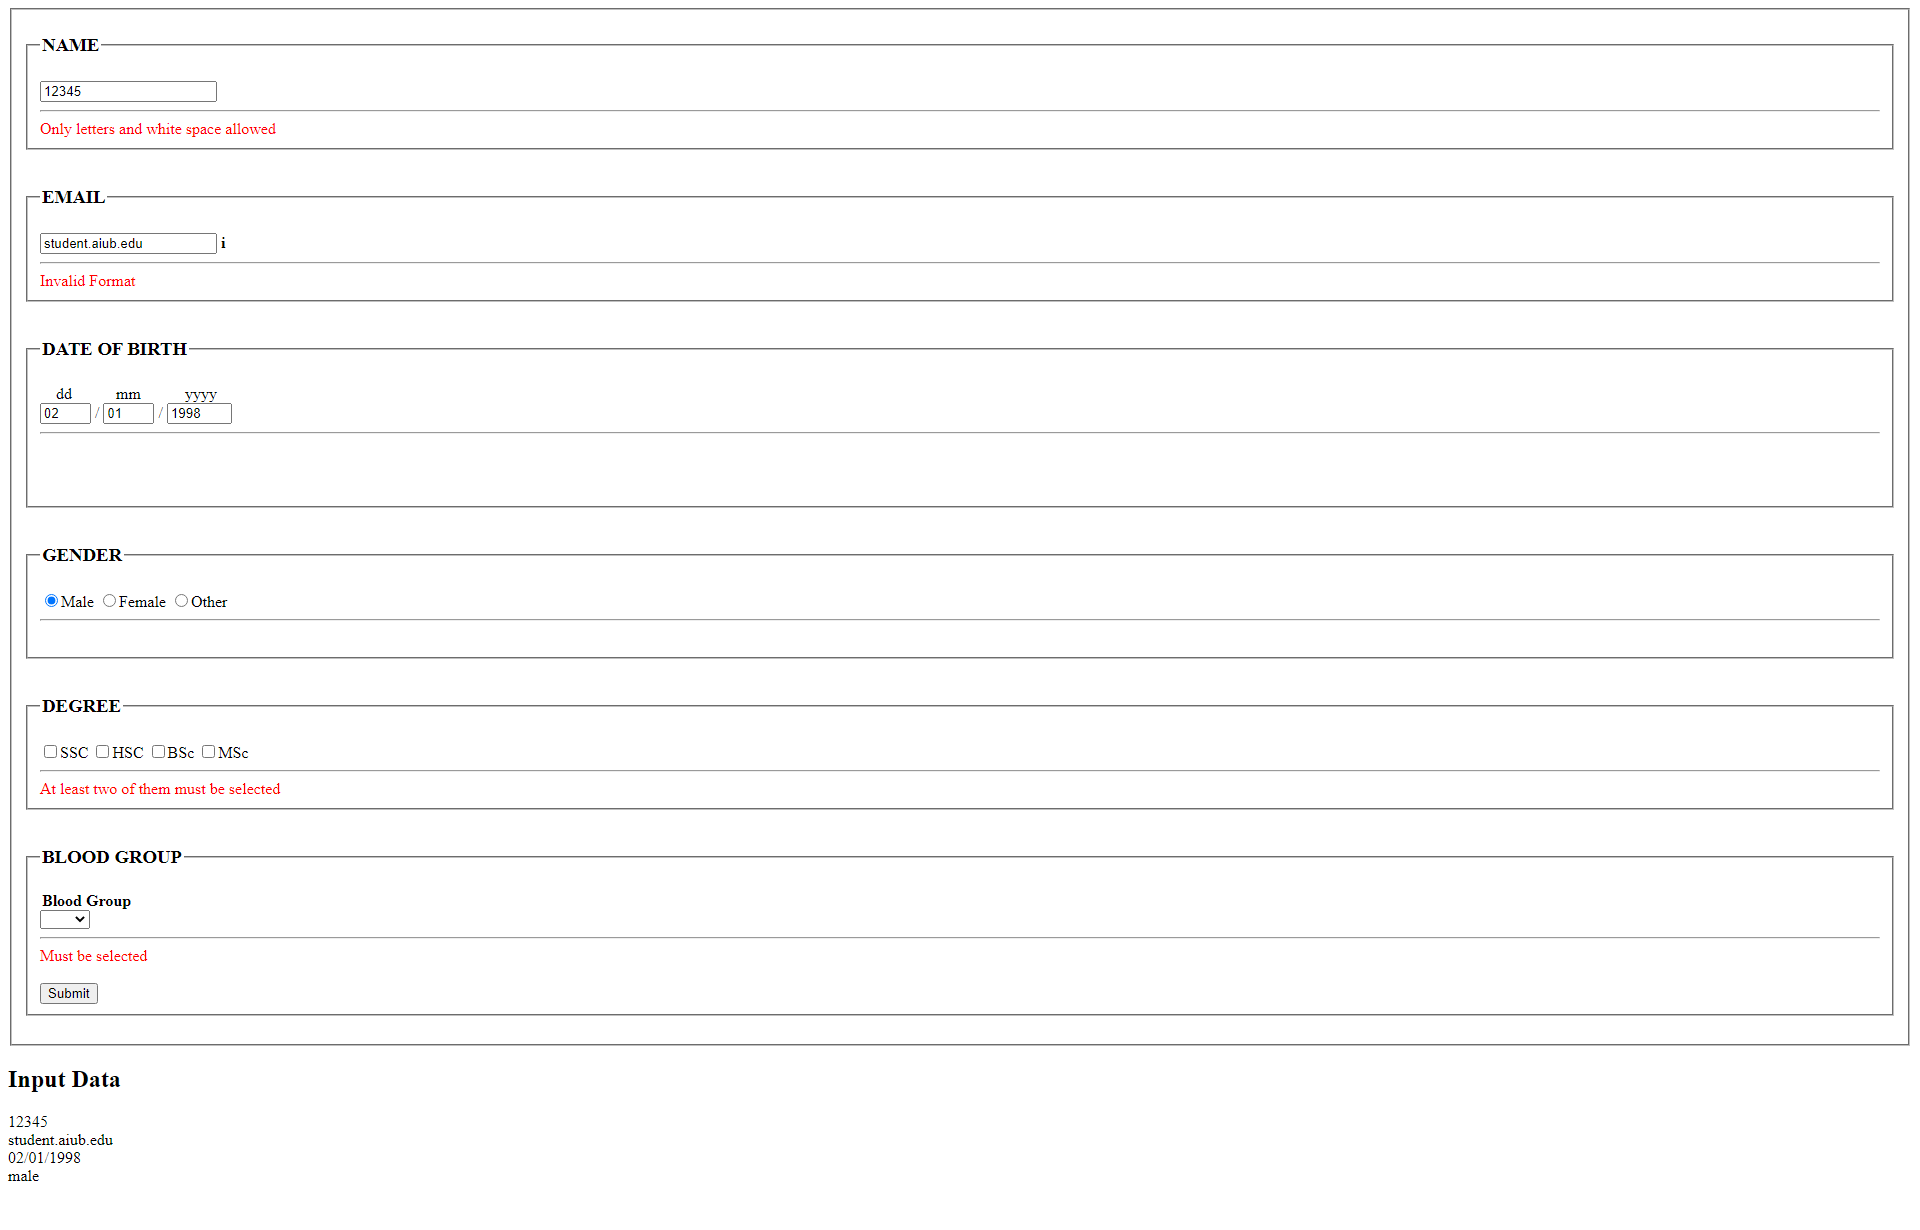 NAME
12345
Only letters and white space allowed
EMAIL
student.aiub.edu i
Invalid Format
DATE OF BIRTH
dd mm yyyy
02 / 01 / 1998
GENDER
Male Female Other
DEGREE
SSC HSC BSc MSc
At least two of them must be selected
BLOOD GROUP
Blood Group
Must be selected
Submit
Input Data
12345
student.aiub.edu
02/01/1998
male